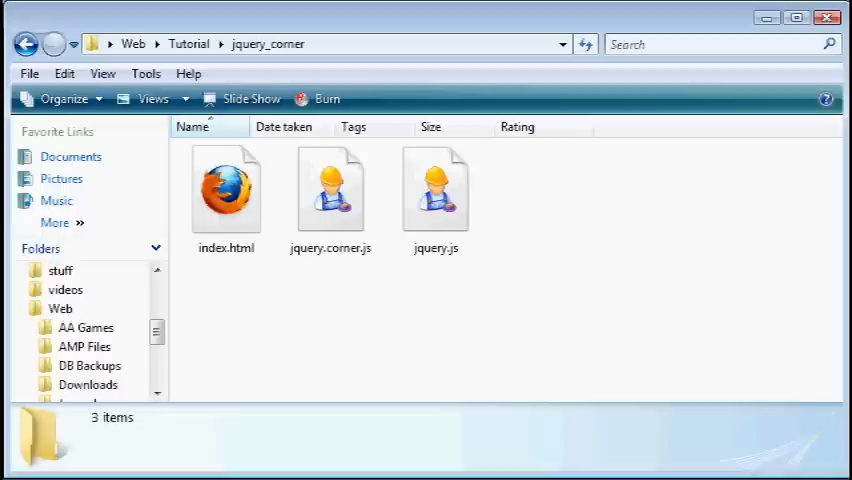 Web Tutorial jquery_corner
Search
File Edit View Tools Help
Organize Views Slide Show Burn
Favorite Links
Documents
Pictures
Music
More »
Folders
stuff
videos
Web
AA Games
AMP Files
DB Backups
Downloads
Name Date taken Tags Size Rating
index.html jquery.corner.js jquery.js
3 items